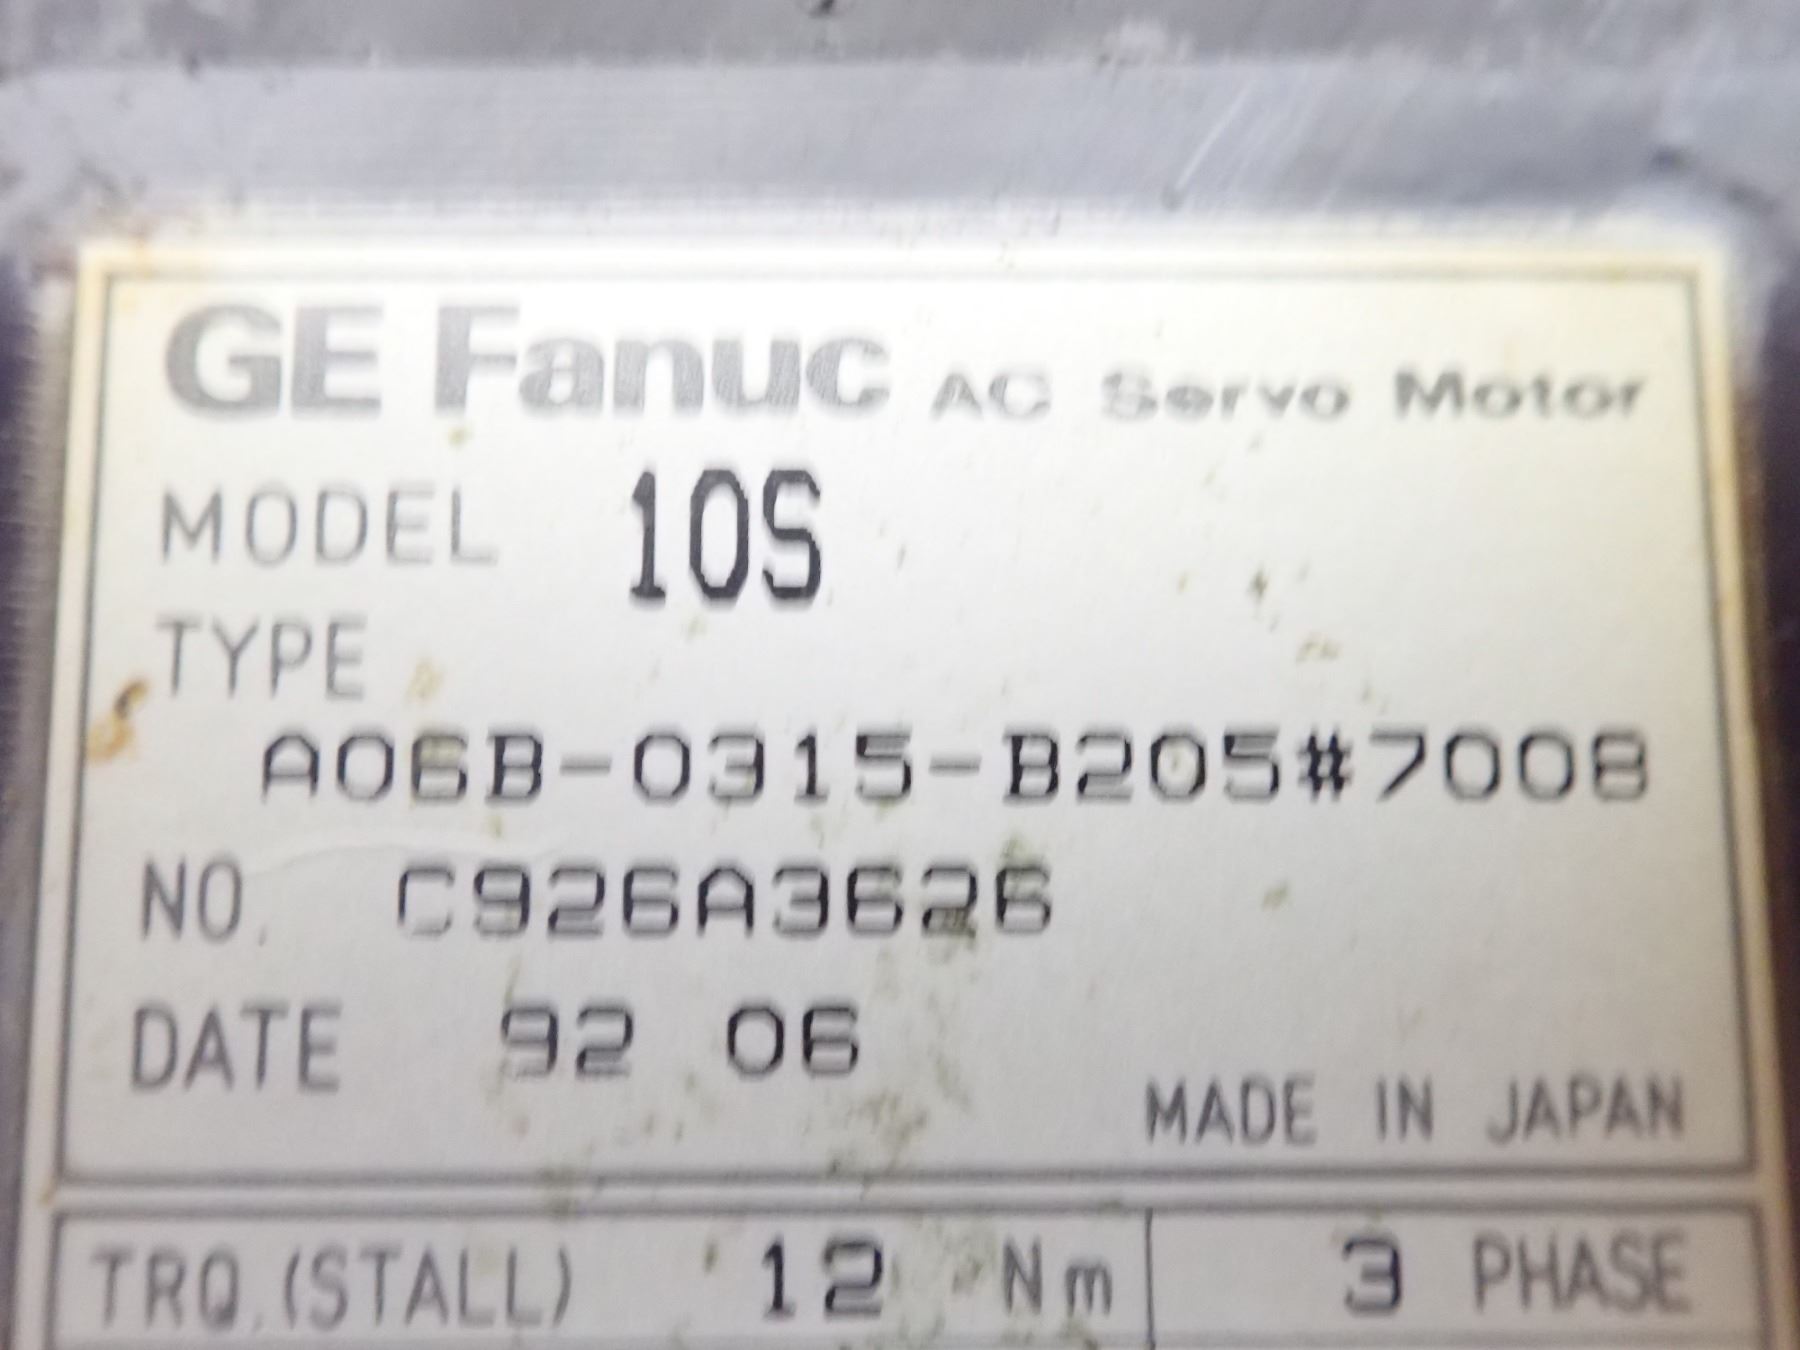 GE Fanuc AC Servo Motor
MODEL 10S
TYPE
A06B-0315-B205#7008
NO. C926A3626
DATE 92 06
MADE IN JAPAN
TRQ.(STALL) 12 Nm 3 PHASE